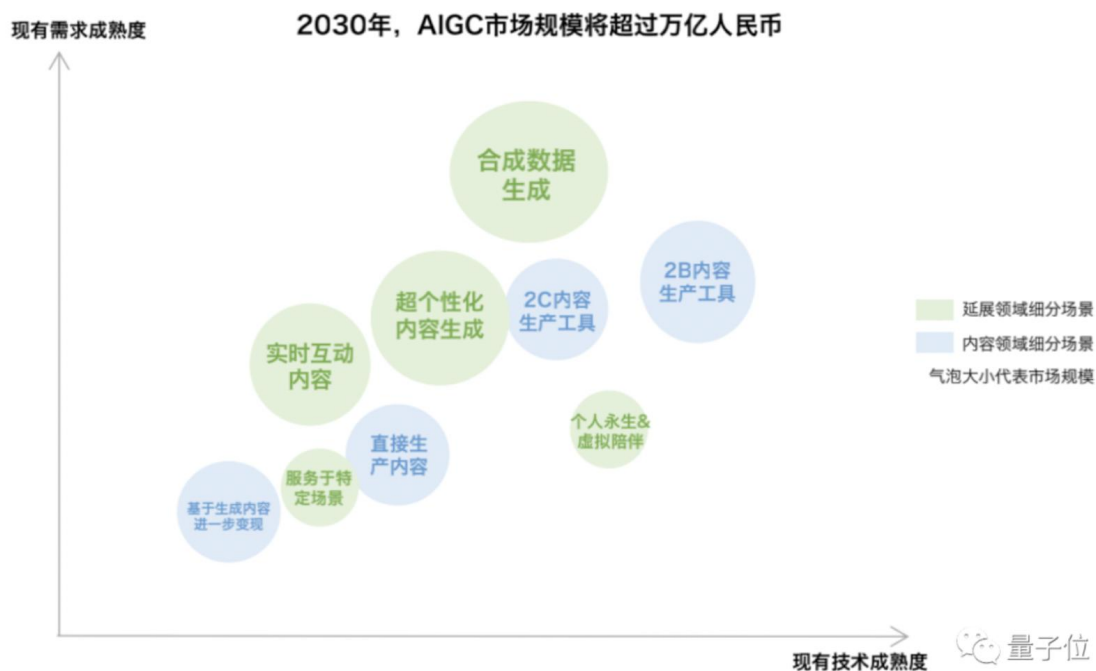 2030年，AIGC市场规模将超过万亿人民币
现有需求成熟度
合成数据
生成
2B内容
生产工具
超个性化
内容生成
2C内容
生产工具
实时互动
内容
个人永生&
虚拟陪伴
直接生
产内容
服务于特
定场景
基于生成内容
进一步变现
延展领域细分场景
内容领域细分场景
气泡大小代表市场规模
现有技术成熟度
量子位